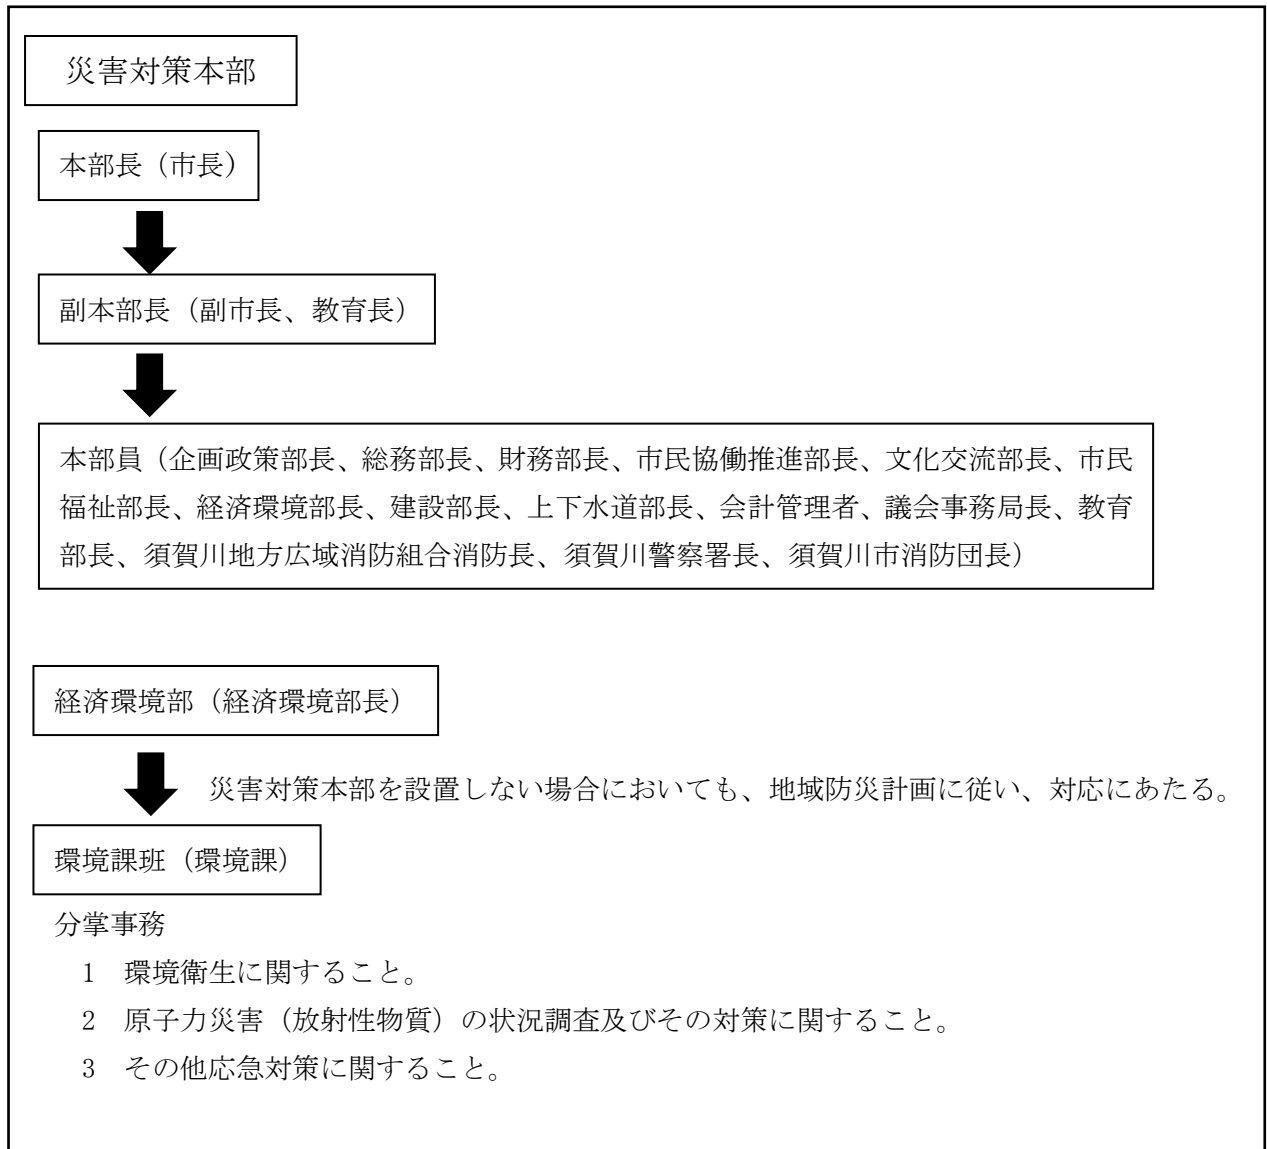 災害対策本部
本部長（市長）
副本部長（副市長、教育長）
本部員（企画政策部長、総務部長、財務部長、市民協働推進部長、文化交流部長、市民
福祉部長、経済環境部長、建設部長、上下水道部長、会計管理者、議会事務局長、教育
部長、須賀川地方広域消防組合消防長、須賀川警察署長、須賀川市消防団長）
経済環境部（経済環境部長）
災害対策本部を設置しない場合においても、地域防災計画に従い、対応にあたる。
環境課班（環境課）
分掌事務
1　環境衛生に関すること。
2　原子力災害（放射性物質）の状況調査及びその対策に関すること。
3　その他応急対策に関すること。